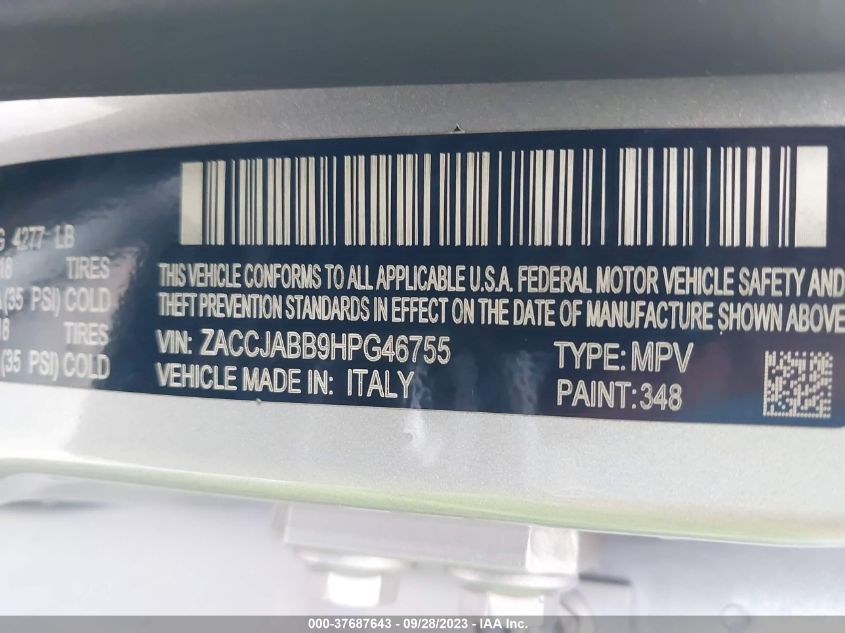 G 4277 LB
18 TIRES
(35 PSI) COLD
18 TIRES
(35 PSI) COLD
THIS VEHICLE CONFORMS TO ALL APPLICABLE U.S.A. FEDERAL MOTOR VEHICLE SAFETY AND
THEFT PREVENTION STANDARDS IN EFFECT ON THE DATE OF MANUFACTURE SHOWN ABOVE
VIN: ZACCJABB9HPG46755 TYPE: MPV
VEHICLE MADE IN: ITALY PAINT: 348
000-37687643 - 09/28/2023 - IAA Inc.